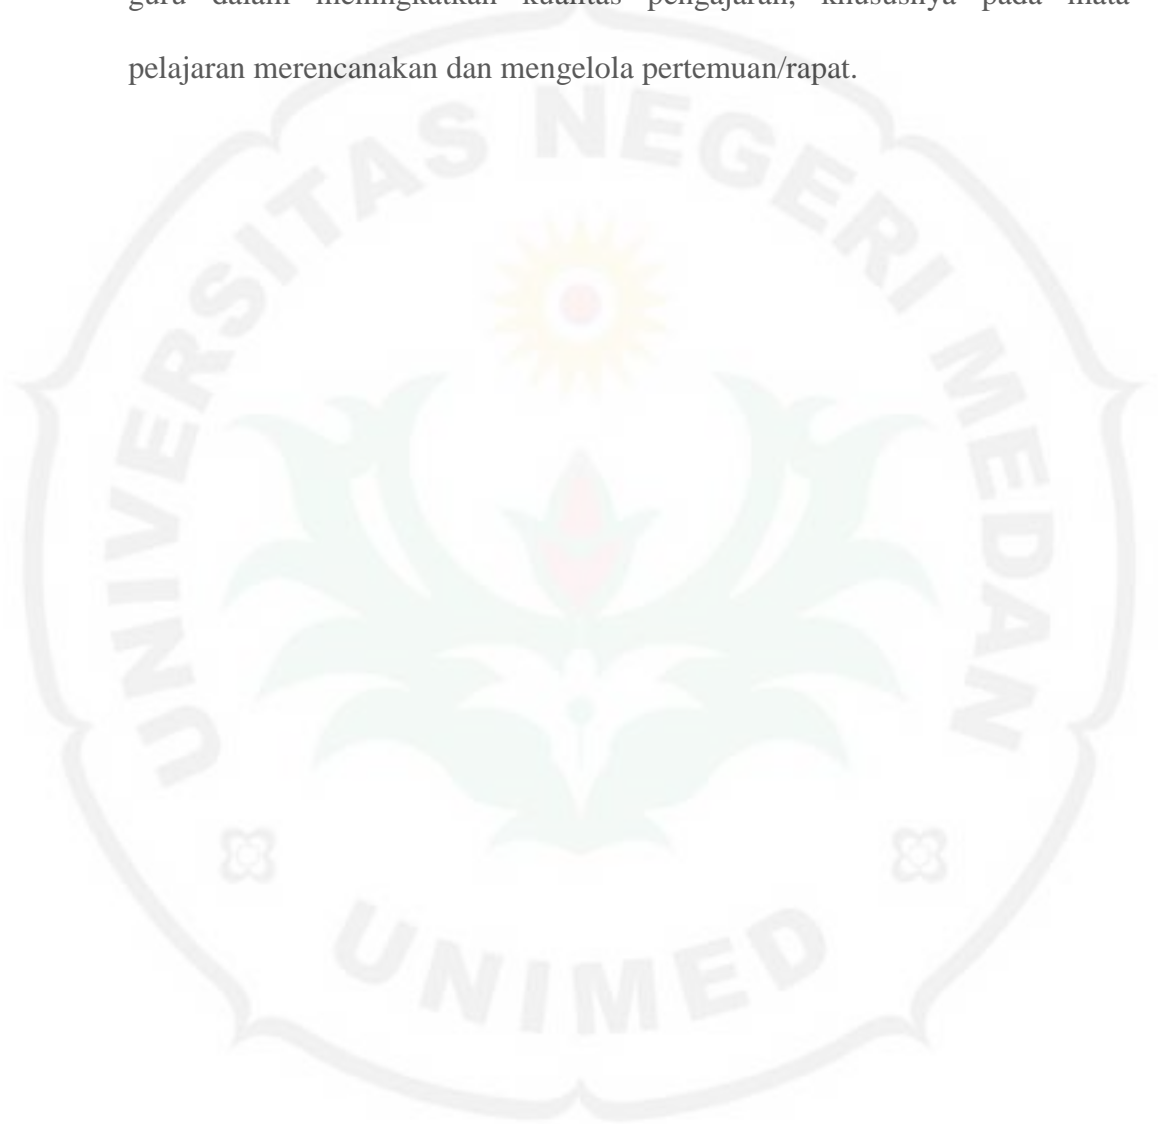 guru dalam meningkatkan kualitas pengajaran, khususnya pada mata
pelajaran merencanakan dan mengelola pertemuan/rapat.
UNIVERSITAS NEGERI MEDAN
UNIMED